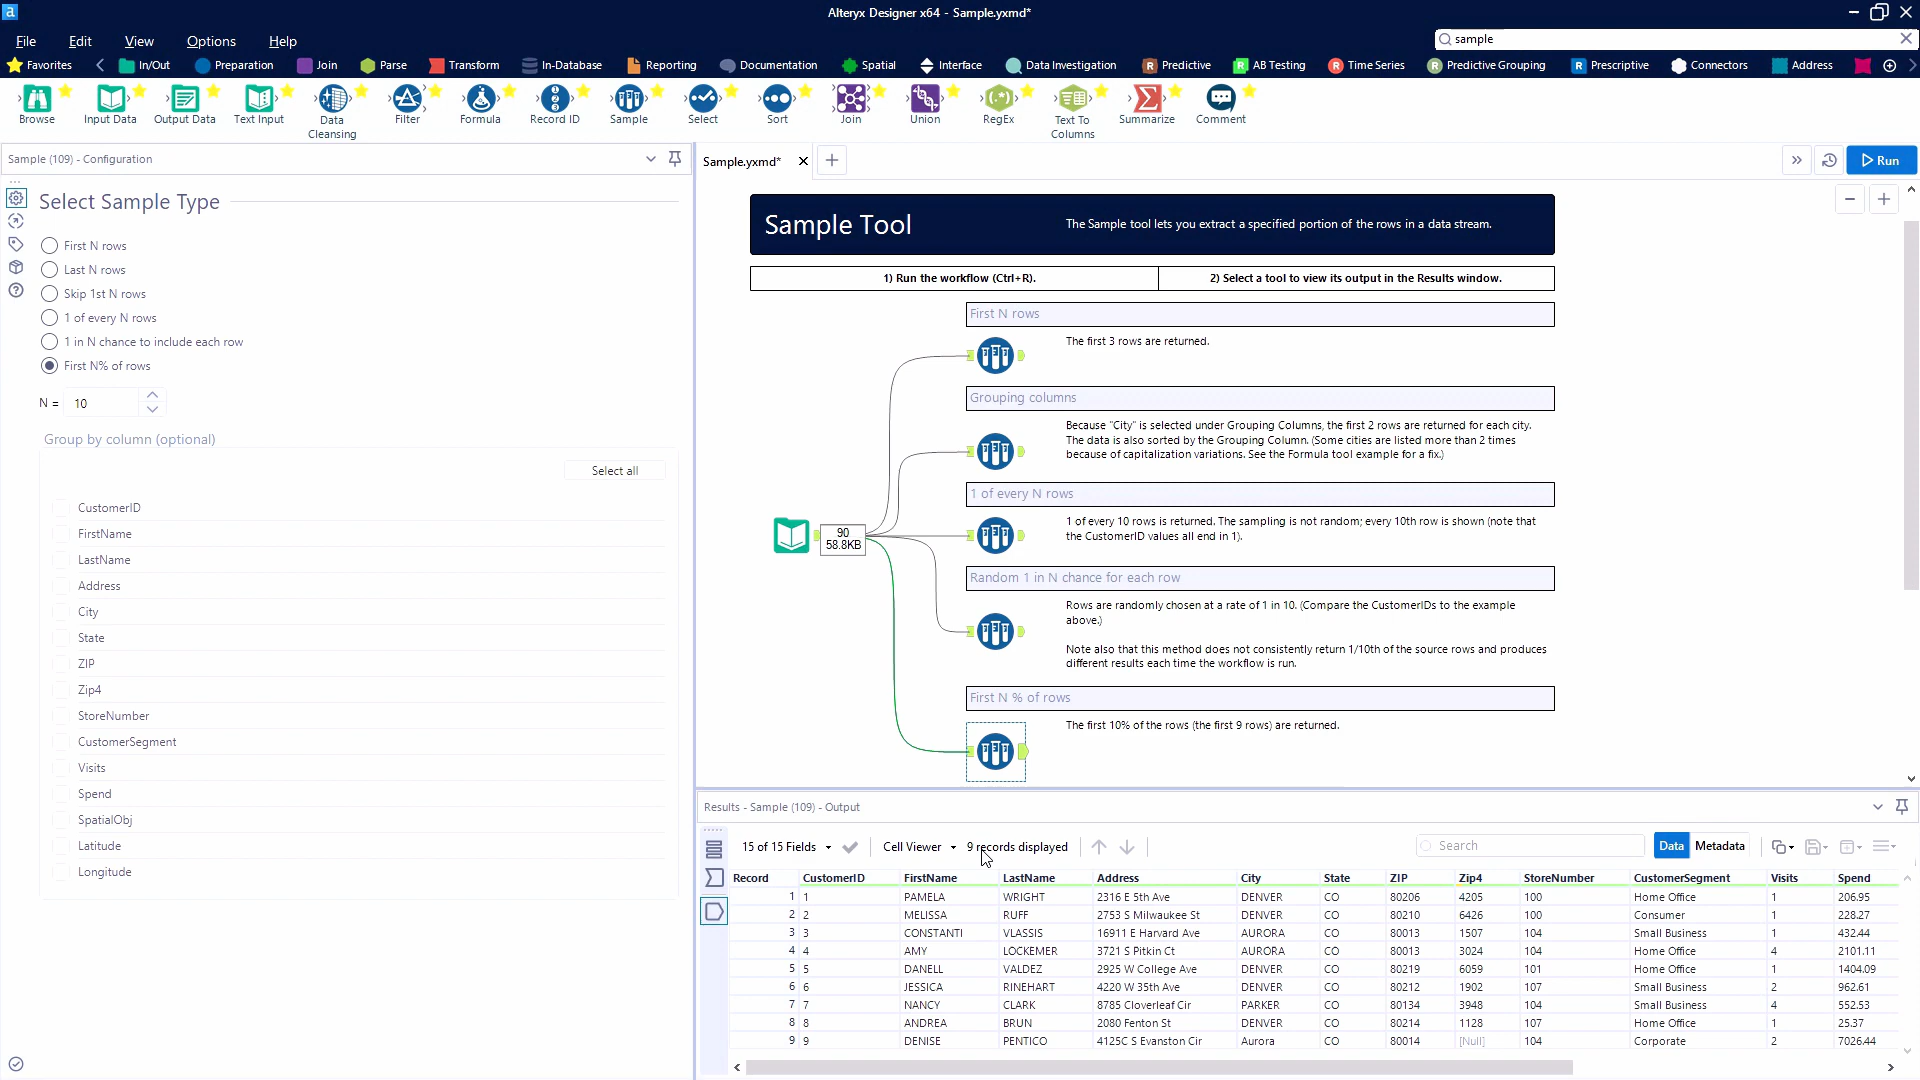 Alteryx Designer x64 - Sample.yxmd*
File Edit View Options Help
sample
Favorites In/Out Preparation Join Parse Transform In-Database Reporting Documentation Spatial Interface Data Investigation Predictive AB Testing Time Series Predictive Grouping Prescriptive Connectors Address
Browse Input Data Output Data Text Input Data Cleansing Filter Formula Record ID Sample Select Sort Join Union RegEx Text To Columns Summarize Comment
Sample (109) - Configuration
Select Sample Type
First N rows
Last N rows
Skip 1st N rows
1 of every N rows
1 in N chance to include each row
First N% of rows
N = 10
Group by column (optional)
Select all
CustomerID
FirstName
LastName
Address
City
State
ZIP
Zip4
StoreNumber
CustomerSegment
Visits
Spend
SpatialObj
Latitude
Longitude
Sample.yxmd*
Run
Sample Tool
The Sample tool lets you extract a specified portion of the rows in a data stream.
1) Run the workflow (Ctrl+R).
2) Select a tool to view its output in the Results window.
First N rows
The first 3 rows are returned.
Grouping columns
Because "City" is selected under Grouping Columns, the first 2 rows are returned for each city.
The data is also sorted by the Grouping Column. (Some cities are listed more than 2 times
because of capitalization variations. See the Formula tool example for a fix.)
1 of every N rows
1 of every 10 rows is returned. The sampling is not random; every 10th row is shown (note that
the CustomerID values all end in 1).
90
58.8KB
Random 1 in N chance for each row
Rows are randomly chosen at a rate of 1 in 10. (Compare the CustomerIDs to the example
above.)
Note also that this method does not consistently return 1/10th of the source rows and produces
different results each time the workflow is run.
First N % of rows
The first 10% of the rows (the first 9 rows) are returned.
Results - Sample (109) - Output
15 of 15 Fields Cell Viewer 9 records displayed Search Data Metadata
Record CustomerID FirstName LastName Address City State ZIP Zip4 StoreNumber CustomerSegment Visits Spend
1 1 PAMELA WRIGHT 2316 E 5th Ave DENVER CO 80206 4205 100 Home Office 1 206.95
2 2 MELISSA RUFF 2753 S Milwaukee St DENVER CO 80210 6426 100 Consumer 1 228.27
3 3 CONSTANTI VLASSIS 16911 E Harvard Ave AURORA CO 80013 1507 104 Small Business 1 432.44
4 4 AMY LOCKEMER 3721 S Pitkin Ct AURORA CO 80013 3024 104 Home Office 4 2101.11
5 5 DANELL VALDEZ 2925 W College Ave DENVER CO 80219 6059 101 Home Office 1 1404.09
6 6 JESSICA RINEHART 4220 W 35th Ave DENVER CO 80212 1902 107 Small Business 2 962.61
7 7 NANCY CLARK 8785 Cloverleaf Cir PARKER CO 80134 3948 104 Small Business 4 552.53
8 8 ANDREA BRUN 2080 Fenton St DENVER CO 80214 1128 107 Home Office 1 25.37
9 9 DENISE PENTICO 4125C S Evanston Cir Aurora CO 80014 [Null] 104 Corporate 2 7026.44